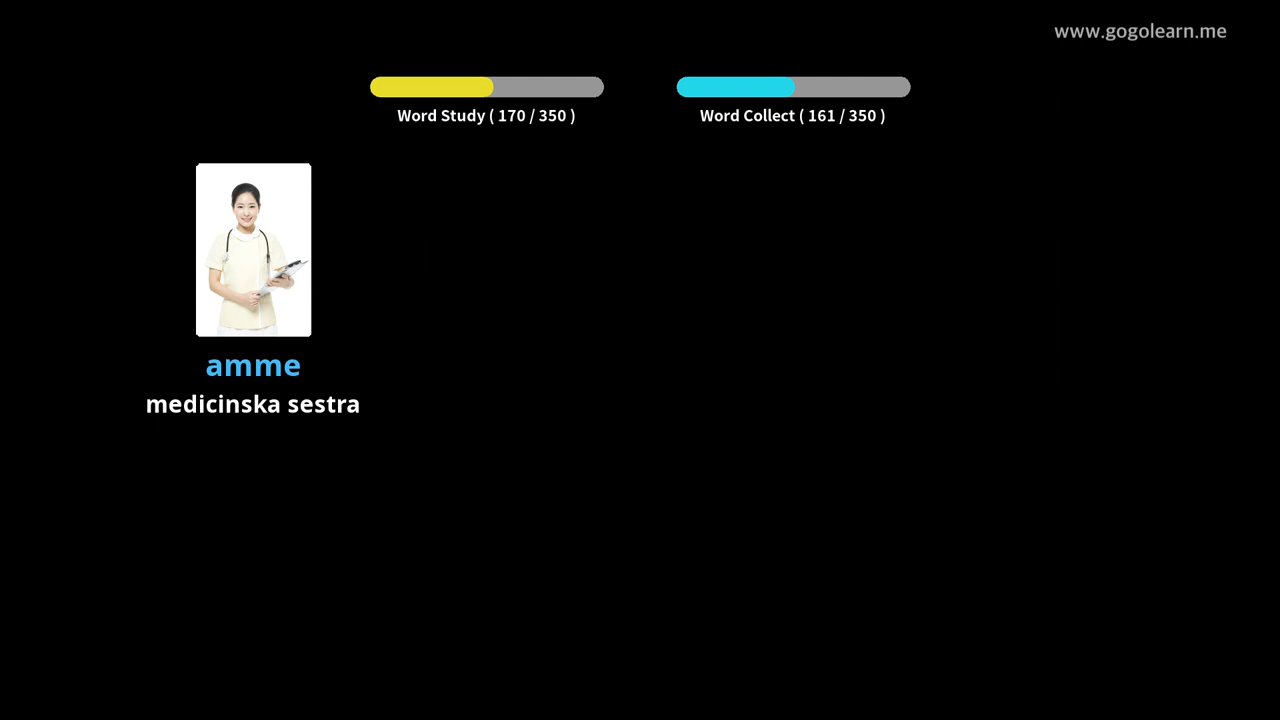 www.gogolearn.me
Word Study ( 170 / 350 )
Word Collect ( 161 / 350 )
amme
medicinska sestra